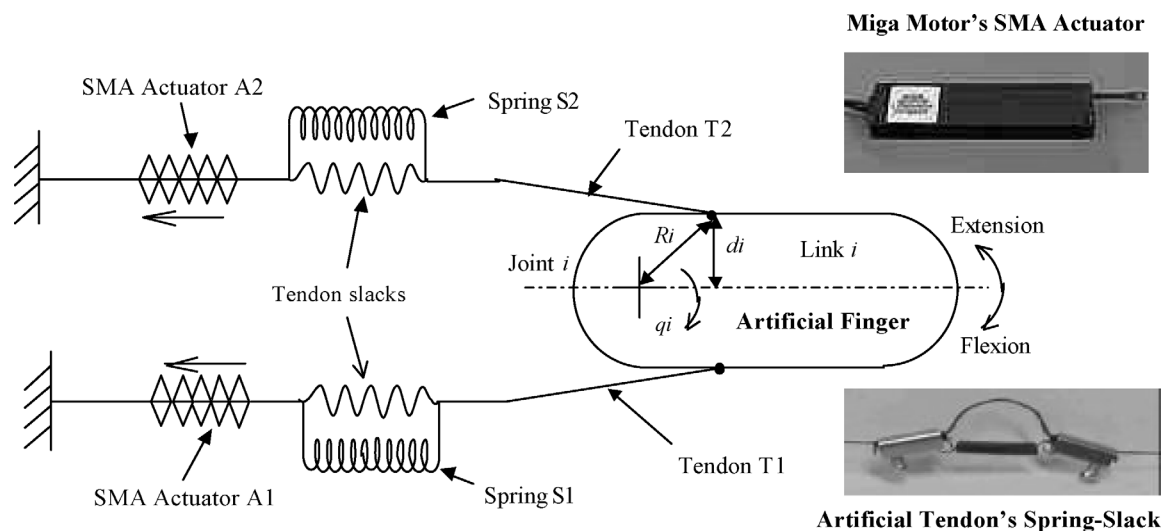 Miga Motor's SMA Actuator
SMA Actuator A2
Spring S2
Tendon T2
Extension
Ri
di
Joint i
Link i
Tendon slacks
qi
Artificial Finger
Flexion
Tendon T1
SMA Actuator A1
Spring S1
Artificial Tendon's Spring-Slack